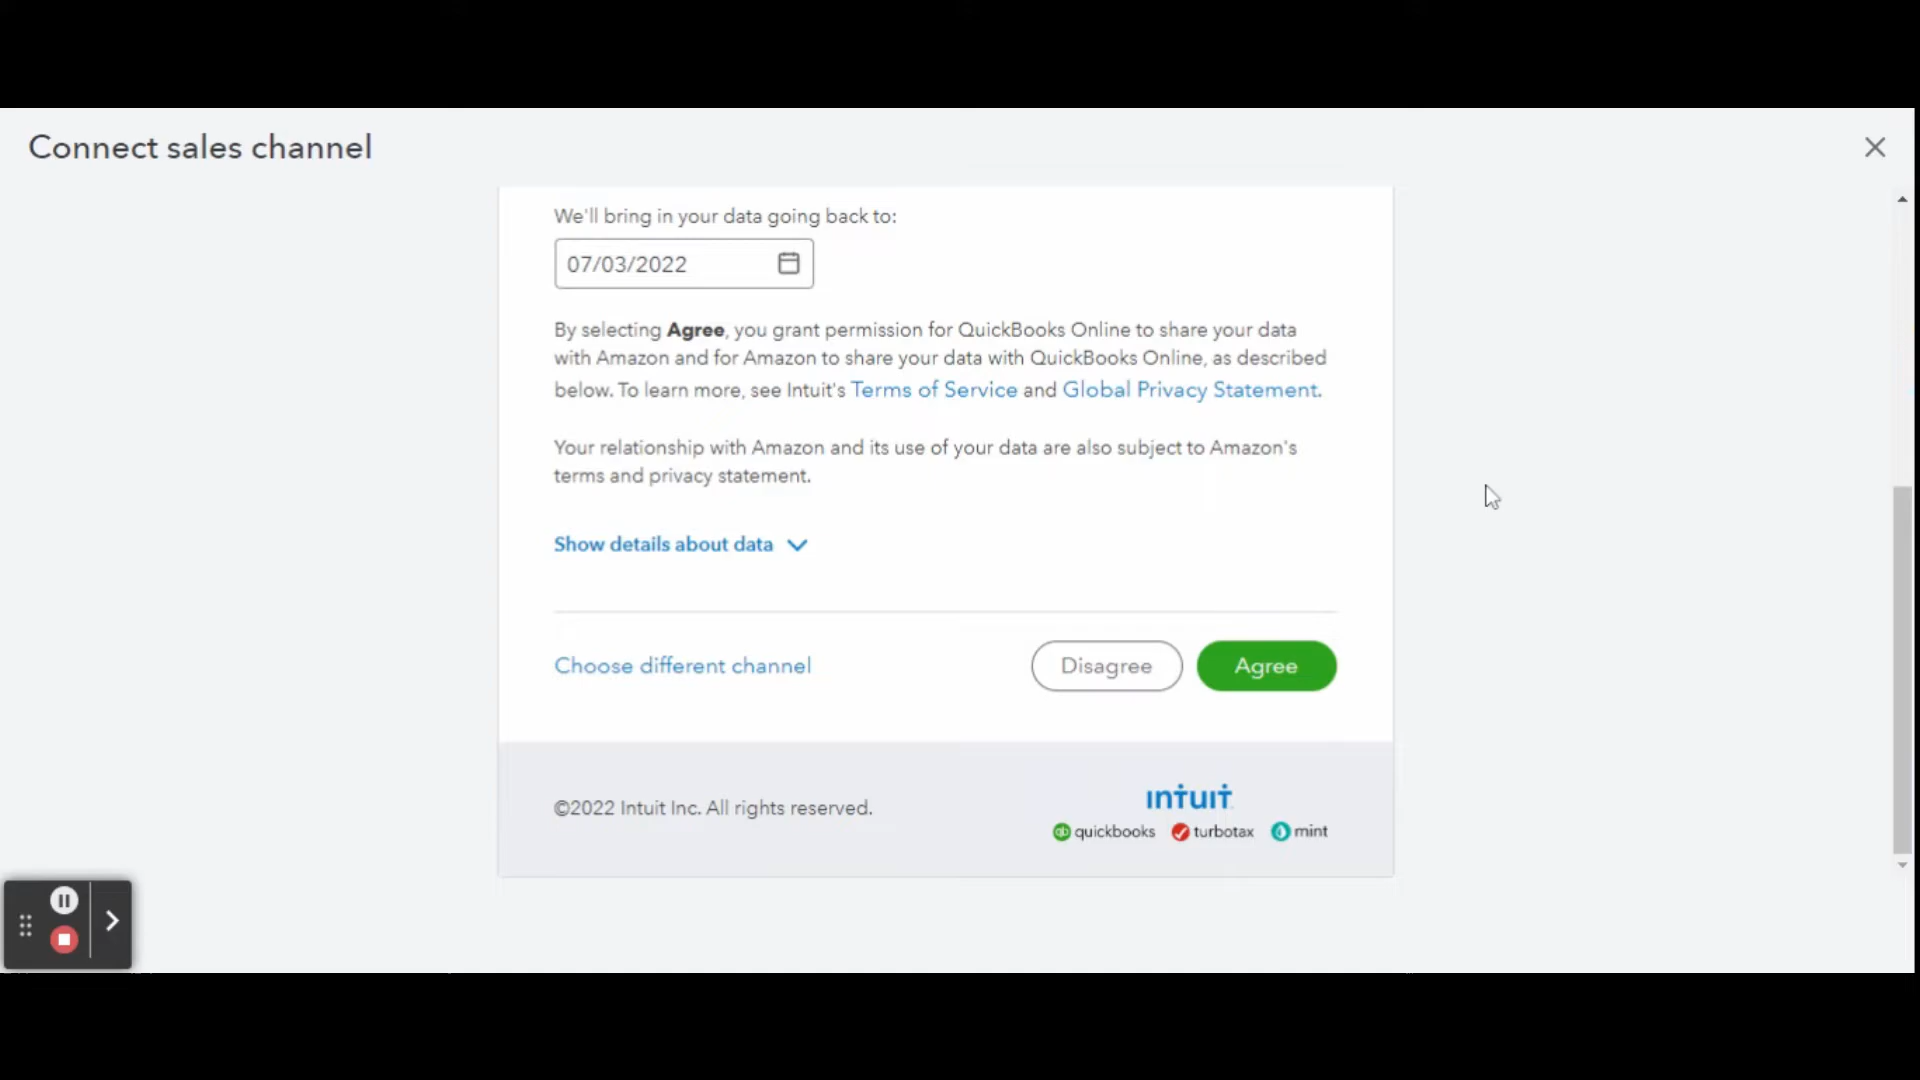 Connect sales channel
We'll bring in your data going back to:
07/03/2022
By selecting Agree, you grant permission for QuickBooks Online to share your data
with Amazon and for Amazon to share your data with QuickBooks Online, as described
below. To learn more, see Intuit's Terms of Service and Global Privacy Statement.
Your relationship with Amazon and its use of your data are also subject to Amazon's
terms and privacy statement.
Show details about data
Choose different channel
Disagree
Agree
©2022 Intuit Inc. All rights reserved.
intuit
qb quickbooks turbotax mint